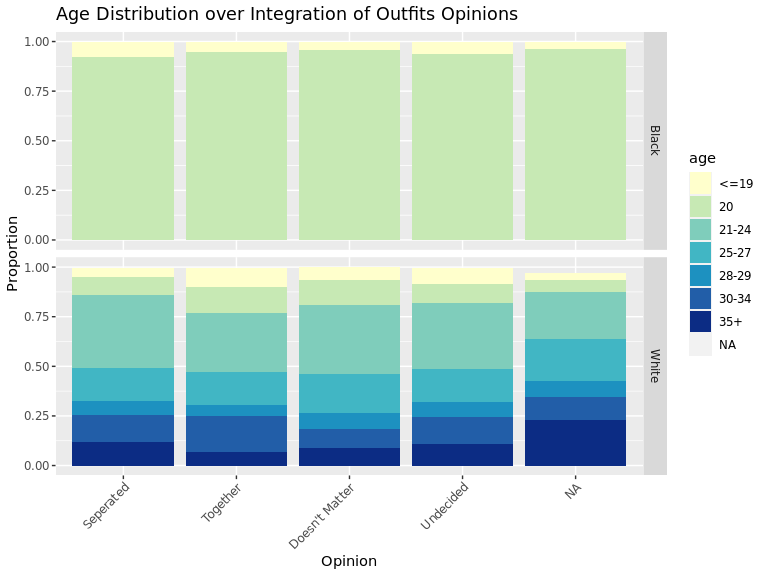 Age Distribution over Integration of Outfits Opinions
Proportion
1.00
0.75
0.50
0.25
0.00
Black
1.00
0.75
0.50
0.25
0.00
White
Seperated
Together
Doesn't Matter
Undecided
NA
Opinion
age
<=19
20
21-24
25-27
28-29
30-34
35+
NA